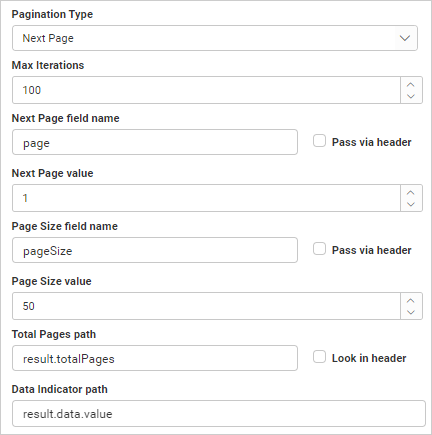 Pagination Type
Next Page
Max Iterations
100
Next Page field name
page
Pass via header
Next Page value
1
Page Size field name
pageSize
Pass via header
Page Size value
50
Total Pages path
result.totalPages
Look in header
Data Indicator path
result.data.value